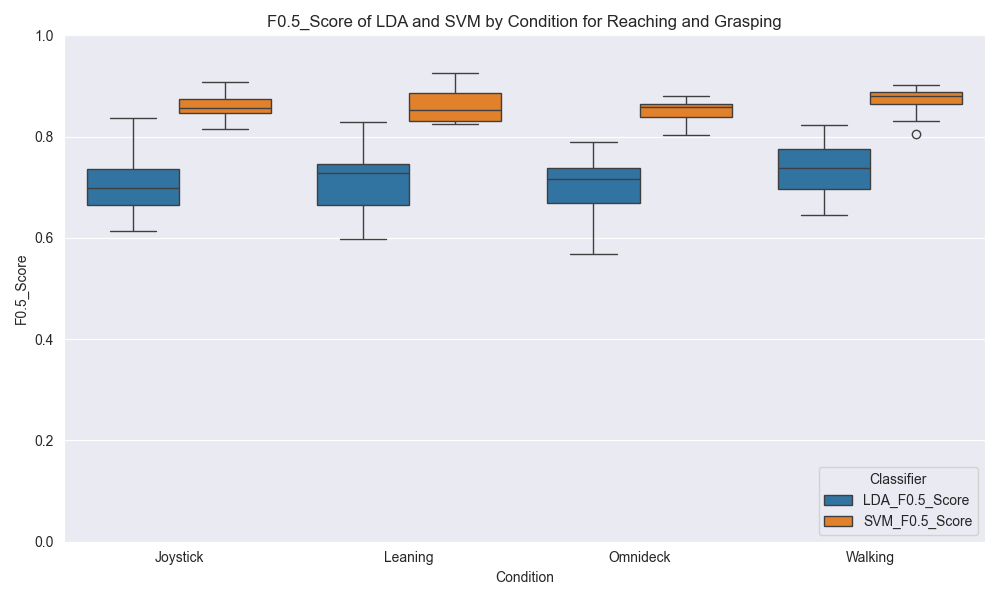 F0.5_Score of LDA and SVM by Condition for Reaching and Grasping
F0.5_Score
1.0
0.8
0.6
0.4
0.2
0.0
Joystick
Leaning
Omnideck
Walking
Condition
Classifier
LDA_F0.5_Score
SVM_F0.5_Score